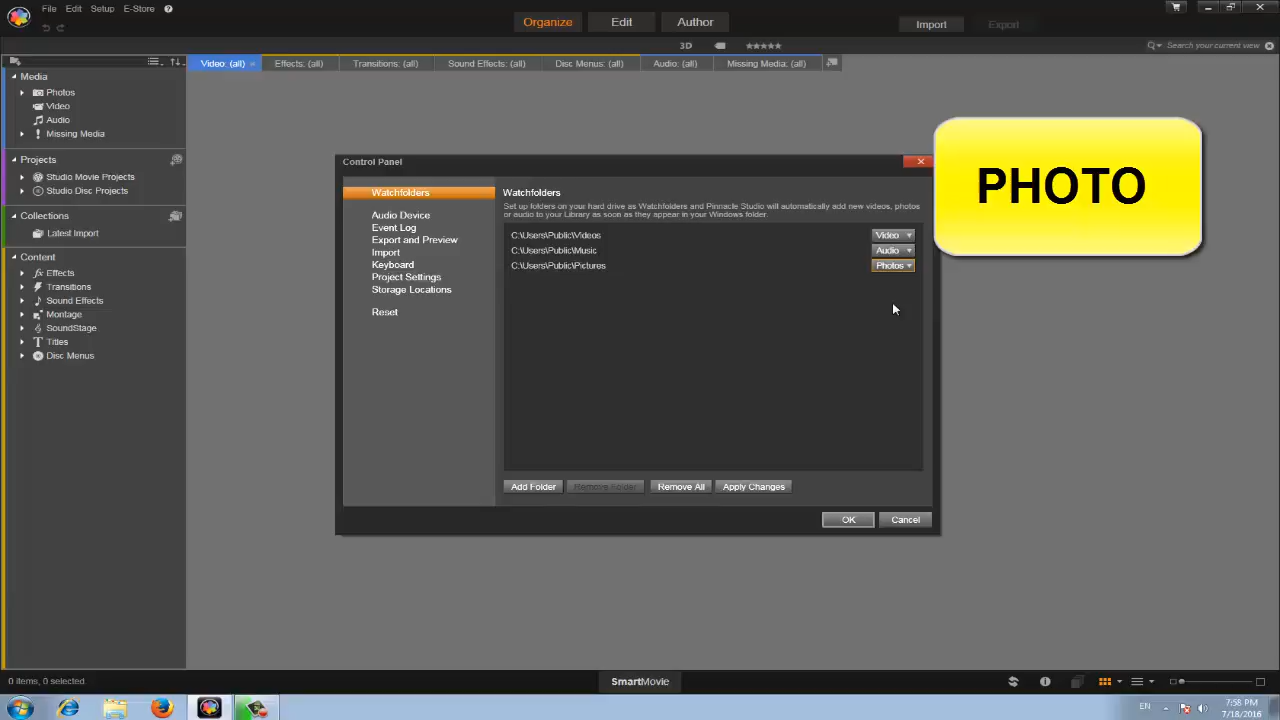 File Edit Setup E-Store
Organize Edit Author
Import Export
3D
Search your current view
Video: (all) Effects: (all) Transitions: (all) Sound Effects: (all) Disc Menus: (all) Audio: (all) Missing Media: (all)
Media
Photos
Video
Audio
Missing Media
Projects
Studio Movie Projects
Studio Disc Projects
Collections
Latest Import
Content
Effects
Transitions
Sound Effects
Montage
SoundStage
Titles
Disc Menus
Control Panel
Watchfolders
Audio Device
Event Log
Export and Preview
Import
Keyboard
Project Settings
Storage Locations
Reset
Watchfolders
Set up folders on your hard drive as Watchfolders and Pinnacle Studio will automatically add new videos, photos
or audio to your Library as soon as they appear in your Windows folder.
C:\Users\Public\Videos Video
C:\Users\Public\Music Audio
C:\Users\Public\Pictures Photos
Add Folder Remove Folder Remove All Apply Changes
OK Cancel
PHOTO
0 items, 0 selected.
SmartMovie
EN
7:58 PM
7/18/2016